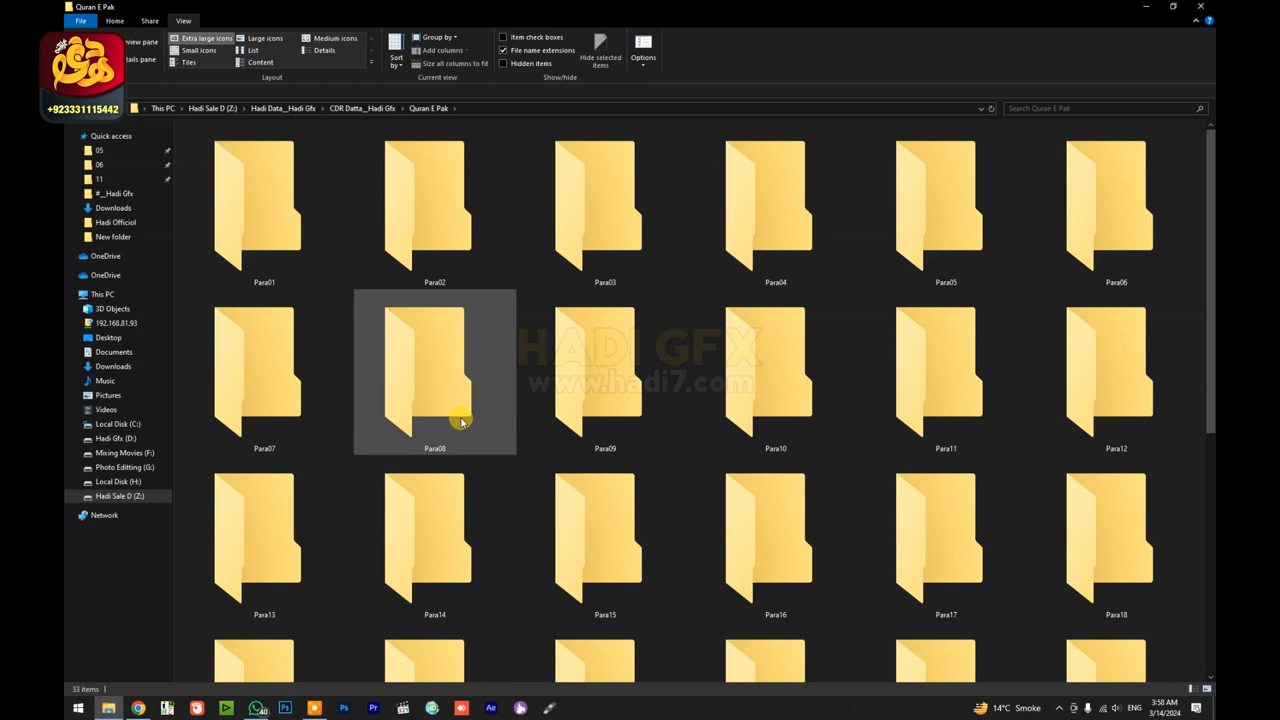 Quran E Pak
File Home Share View
Extra large icons Large icons Medium icons
Small icons List Details
Tiles Content
Layout
Sort by
Group by
Add columns
Size all columns to fit
Current view
Item check boxes
File name extensions
Hidden items
Hide selected items
Show/hide
Options
ھادی
+923331115442
This PC > Hadi Sale D (Z:) > Hadi Data__Hadi Gfx > CDR Datta__Hadi Gfx > Quran E Pak >
Search Quran E Pak
Quick access
05
06
11
#__Hadi Gfx
Downloads
Hadi Officiol
New folder
OneDrive
OneDrive
This PC
3D Objects
192.168.81.93
Desktop
Documents
Downloads
Music
Pictures
Videos
Local Disk (C:)
Hadi Gfx (D:)
Mixing Movies (F:)
Photo Editting (G:)
Local Disk (H:)
Hadi Sale D (Z:)
Network
Para01 Para02 Para03 Para04 Para05 Para06
HADI GFX
www.hadi7.com
Para07 Para08 Para09 Para10 Para11 Para12
Para13 Para14 Para15 Para16 Para17 Para18
33 items
40
14°C Smoke
ENG
3:58 AM
3/14/2024